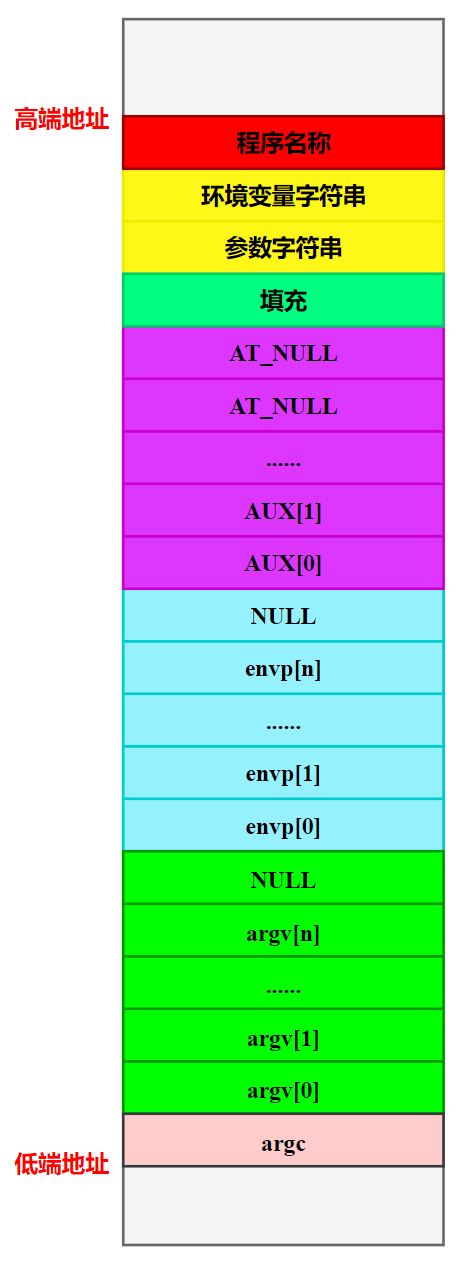 高端地址
程序名称
环境变量字符串
参数字符串
填充
AT_NULL
AT_NULL
......
AUX[1]
AUX[0]
NULL
envp[n]
......
envp[1]
envp[0]
NULL
argv[n]
......
argv[1]
argv[0]
argc
低端地址